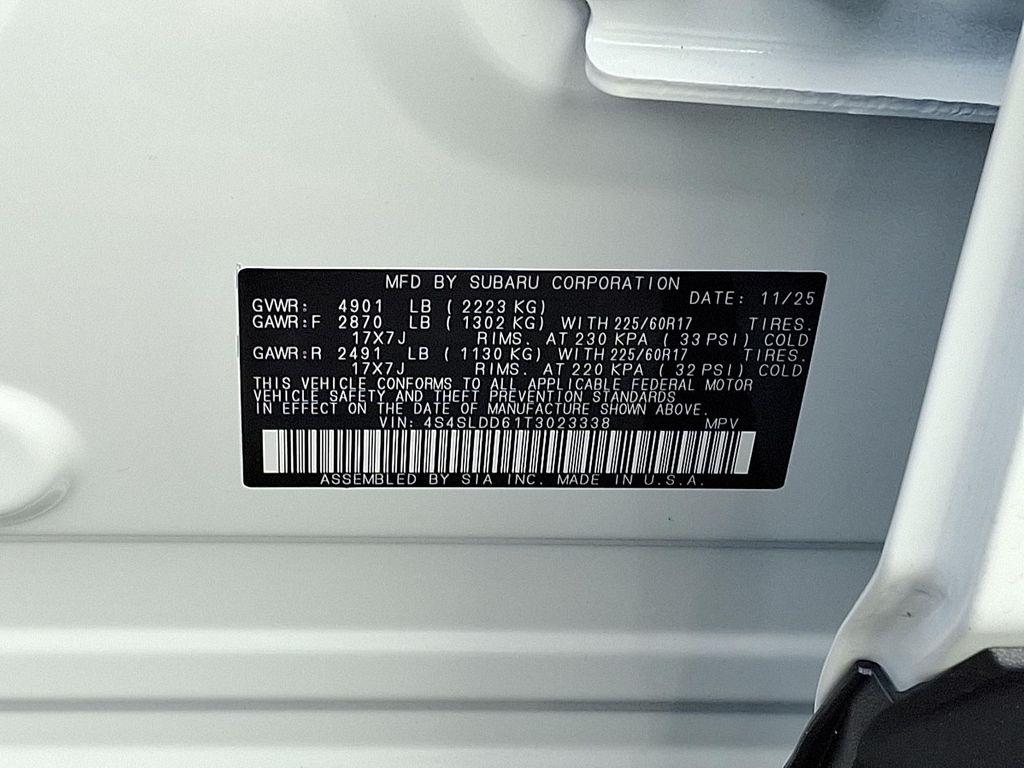 MFD BY SUBARU CORPORATION
DATE: 11/25
GVWR: 4901 LB ( 2223 KG)
GAWR:F 2870 LB ( 1302 KG) WITH 225/60R17 TIRES.
17X7J RIMS. AT 230 KPA ( 33 PSI) COLD
GAWR:R 2491 LB ( 1130 KG) WITH 225/60R17 TIRES.
17X7J RIMS. AT 220 KPA ( 32 PSI) COLD
THIS VEHICLE CONFORMS TO ALL APPLICABLE FEDERAL MOTOR
VEHICLE SAFETY AND THEFT PREVENTION STANDARDS
IN EFFECT ON THE DATE OF MANUFACTURE SHOWN ABOVE.
VIN: 4S4SLDD61T3023338 MPV
ASSEMBLED BY SIA INC. MADE IN U.S.A.